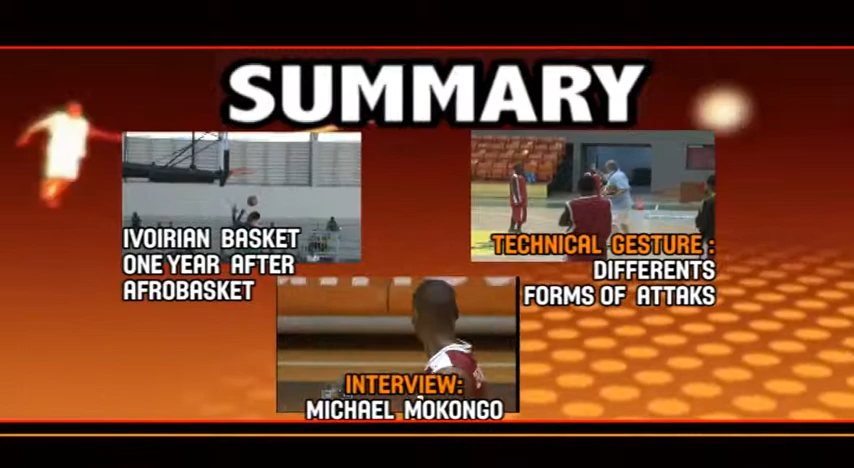 SUMMARY
IVOIRIAN BASKET
ONE YEAR AFTER
AFROBASKET
TECHNICAL GESTURE :
DIFFERENTS
FORMS OF ATTAKS
INTERVIEW:
MICHAEL MOKONGO